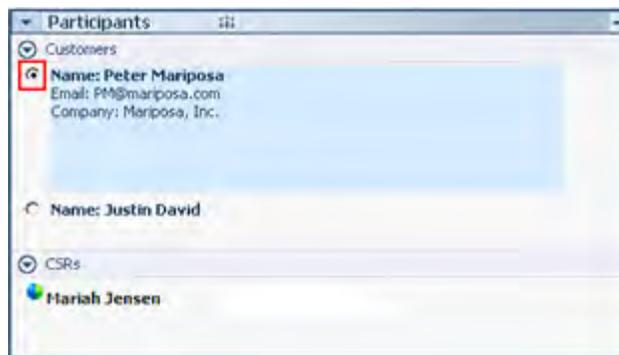 Participants
Customers
Name: Peter Mariposa
Email: PM@mariposa.com
Company: Mariposa, Inc.
Name: Justin David
CSRs
Mariah Jensen